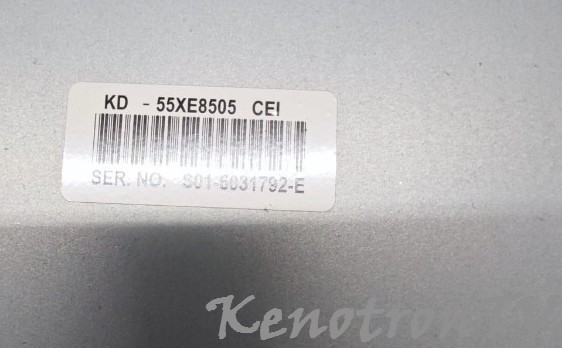 KD - 55XE8505 CEI
SER. NO. S01-6031792-E
Kenotron